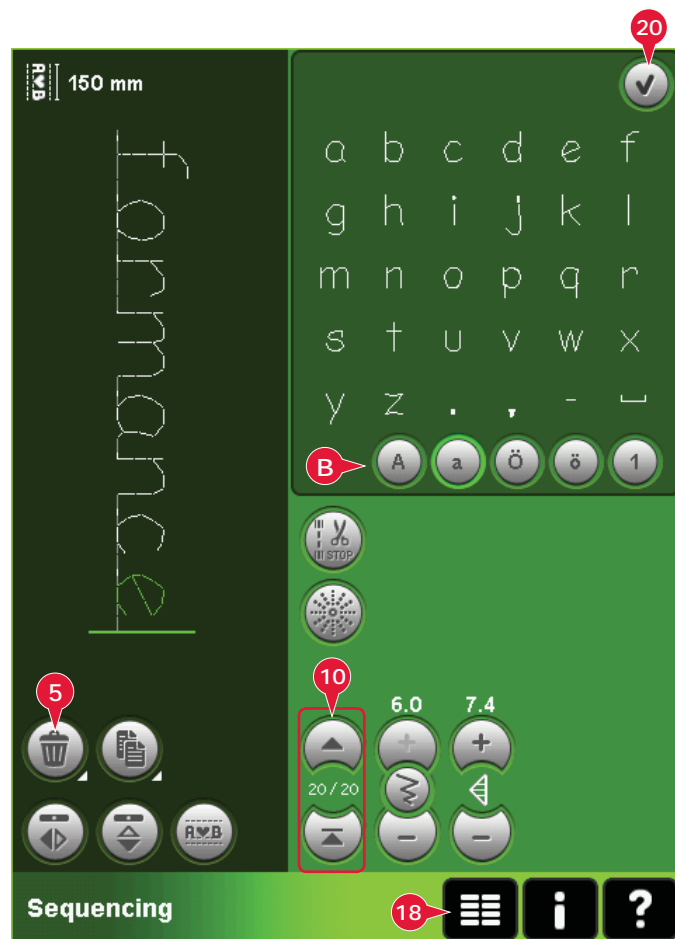 20
A♥B 150 mm
formance
a b c d e f
g h i j k l
m n o p q r
s t u v w x
y z . , - ⎵
B A a Ö ö 1
STOP
5
10
6.0 7.4
+ +
20/20
- -
A♥B
Sequencing 18 i ?